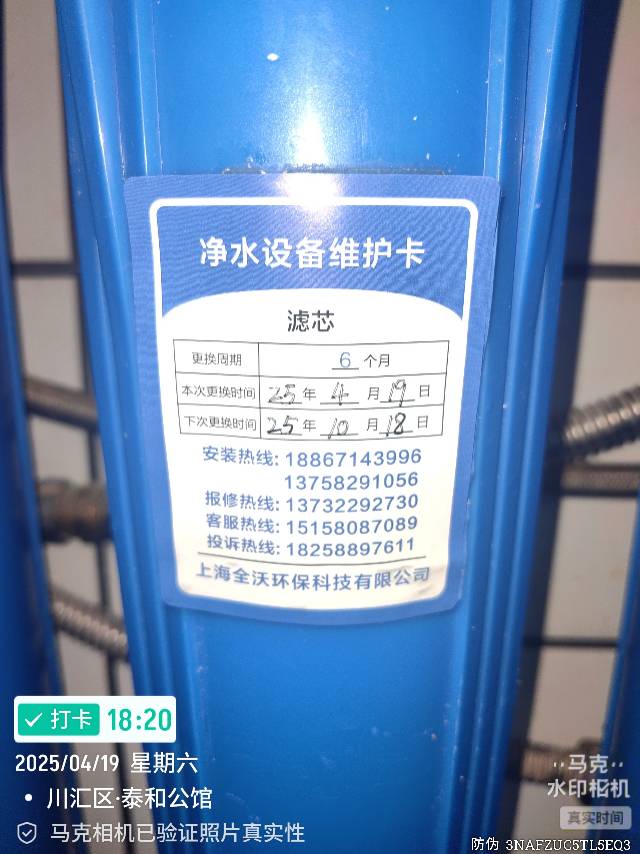 净水设备维护卡
滤芯
更换周期 6 个月
本次更换时间 25 年 4 月 19 日
下次更换时间 25 年 10 月 18 日
安装热线: 18867143996
13758291056
报修热线: 13732292730
客服热线: 15158087089
投诉热线: 18258897611
上海全沃环保科技有限公司
打卡 18:20
2025/04/19 星期六
川汇区·泰和公馆
马克相机已验证照片真实性
马克
水印相机
真实时间
防伪 3NAFZUC5TL5EQ3